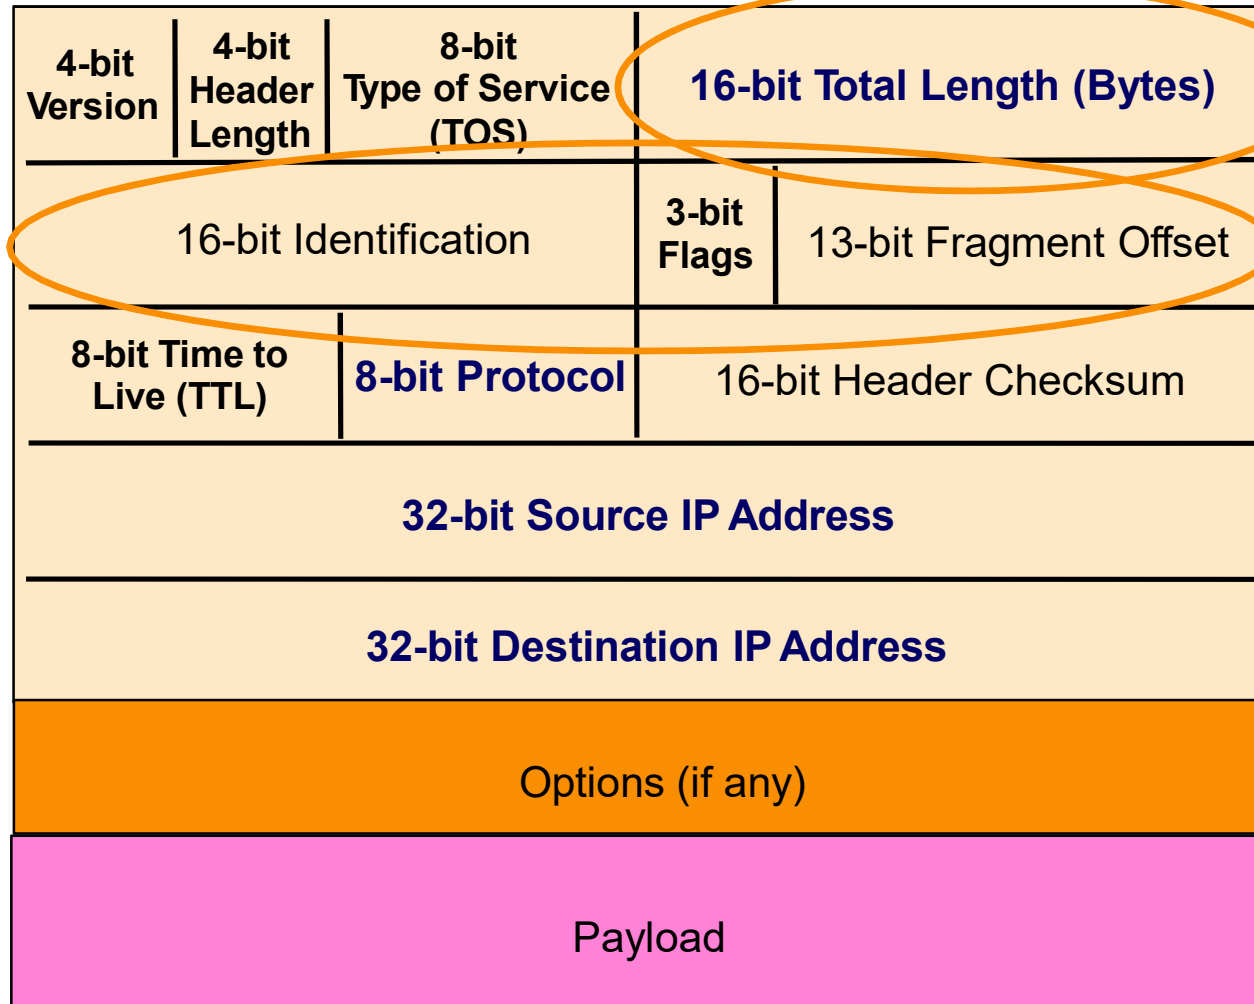 4-bit
Version
4-bit
Header
Length
8-bit
Type of Service
(TOS)
16-bit Total Length (Bytes)
16-bit Identification
3-bit
Flags
13-bit Fragment Offset
8-bit Time to
Live (TTL)
8-bit Protocol
16-bit Header Checksum
32-bit Source IP Address
32-bit Destination IP Address
Options (if any)
Payload